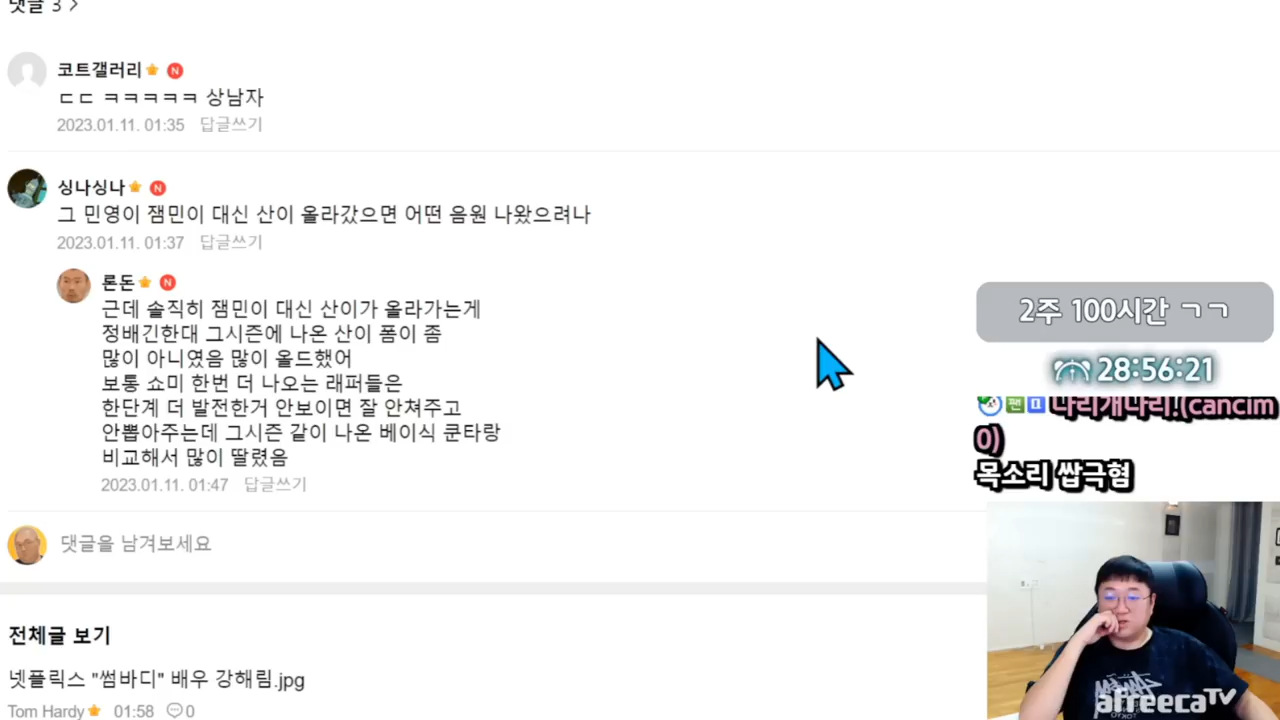 댓글 3 >
코트갤러리
N
ㄷㄷ ㅋㅋㅋㅋㅋ 상남자
2023.01.11. 01:35 답글쓰기
싱나싱나
N
그 민영이 잼민이 대신 산이 올라갔으면 어떤 음원 나왔으려나
2023.01.11. 01:37 답글쓰기
론돈
N
근데 솔직히 잼민이 대신 산이가 올라가는게
정배긴한대 그시즌에 나온 산이 폼이 좀
많이 아니였음 많이 올드했어
보통 쇼미 한번 더 나오는 래퍼들은
한단계 더 발전한거 안보이면 잘 안쳐주고
안뽑아주는데 그시즌 같이 나온 베이식 쿤타랑
비교해서 많이 딸렸음
2023.01.11. 01:47 답글쓰기
댓글을 남겨보세요
전체글 보기
넷플릭스 "썸바디" 배우 강해림.jpg
Tom Hardy 01:58 0
2주 100시간 ㄱㄱ
28:56:21
팬 나리개나리!(cancim
이)
목소리 쌉극혐
afreecaTV